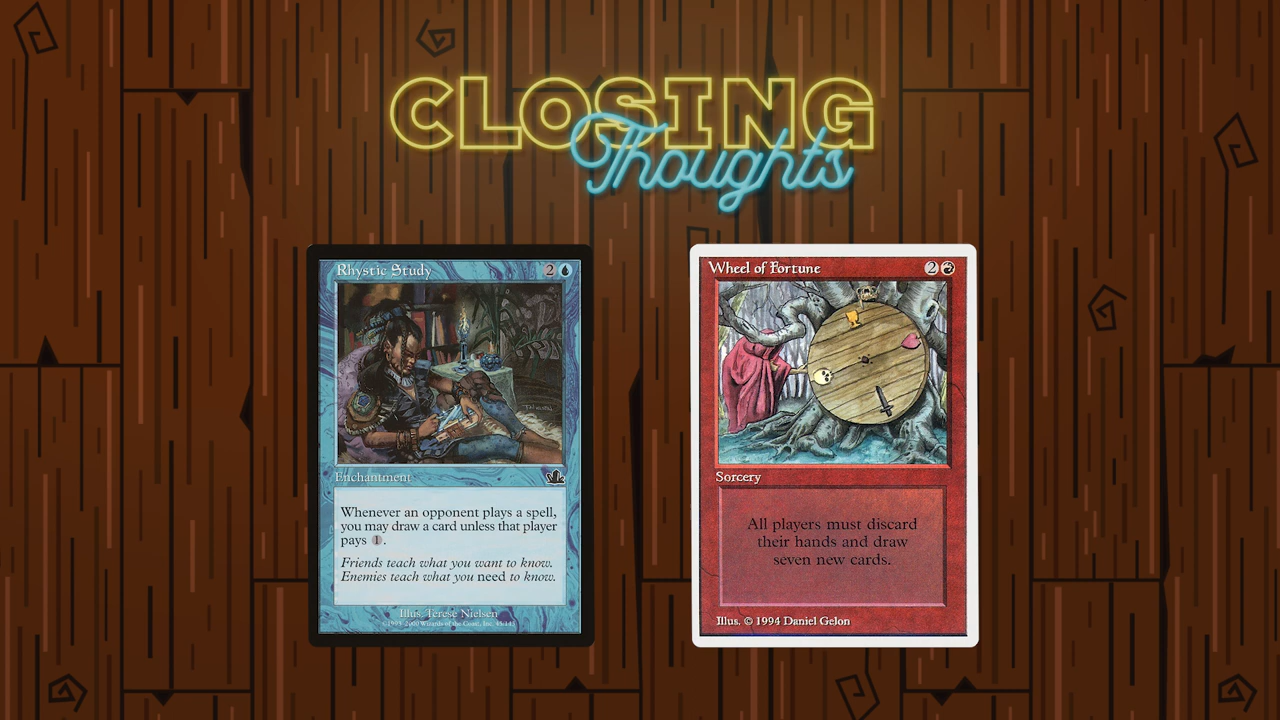 CLOSING
Thoughts
Rhystic Study 2
Enchantment
Whenever an opponent plays a spell,
you may draw a card unless that player
pays 1.
Friends teach what you want to know.
Enemies teach what you need to know.
Illus. Terese Nielsen
Wheel of Fortune 2
Sorcery
All players must discard
their hands and draw
seven new cards.
Illus. © 1994 Daniel Gelon